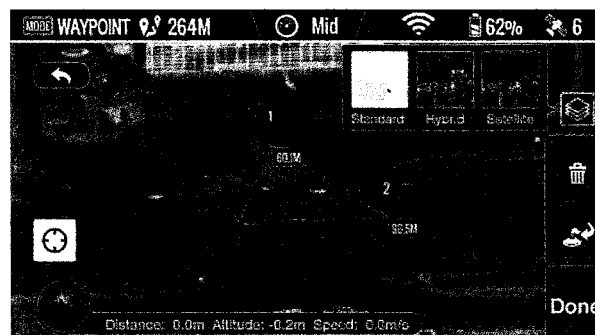 MODE WAYPOINT 264M Mid 62% 6
Standard Hybrid Satellite
1
60.1M
2
99.5M
Done
Distance: 0.0m Altitude: -0.2m Speed: 0.0m/s